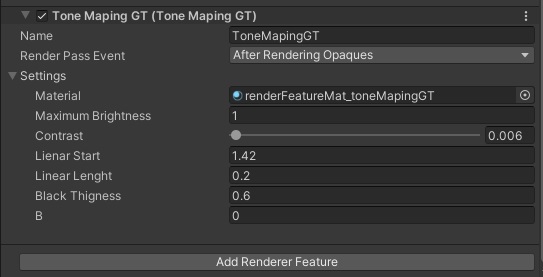 Tone Maping GT (Tone Maping GT)
Name ToneMapingGT
Render Pass Event After Rendering Opaques
Settings
Material renderFeatureMat_toneMapingGT
Maximum Brightness 1
Contrast 0.006
Lienar Start 1.42
Linear Lenght 0.2
Black Thigness 0.6
B 0
Add Renderer Feature